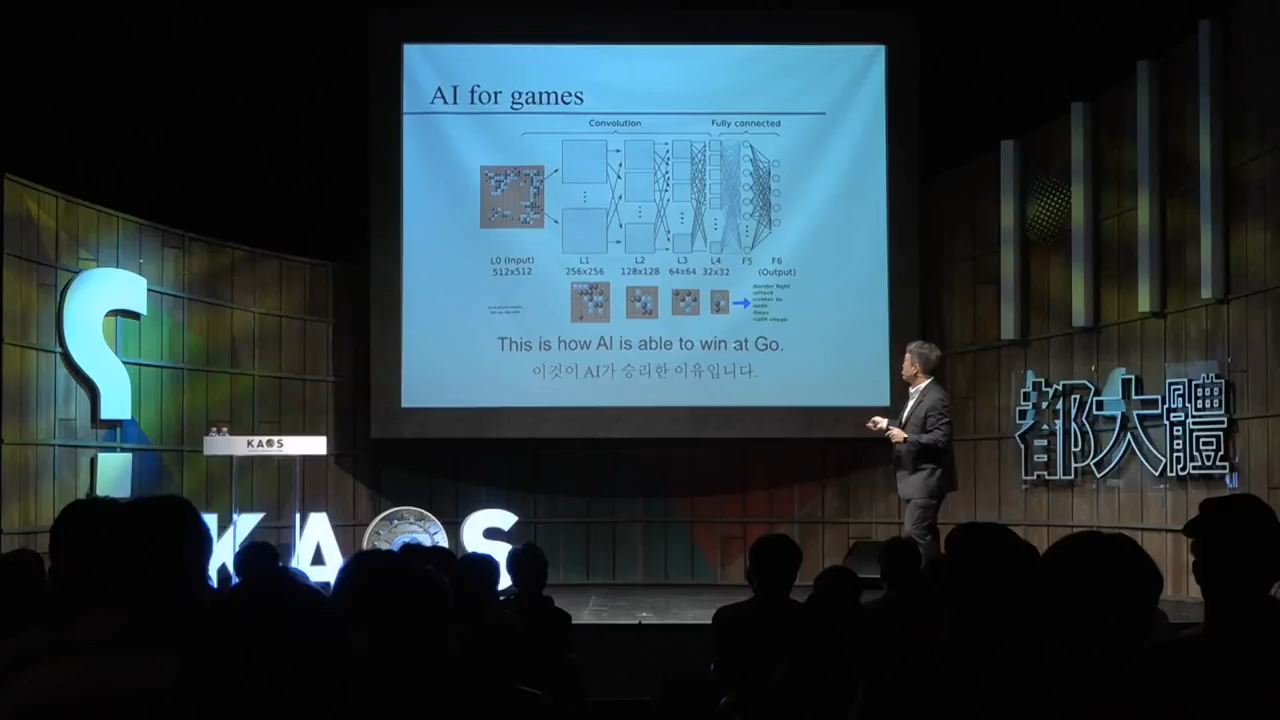 AI for games
Convolution
Fully connected
L0 (Input)
512x512
L1
256x256
L2
128x128
L3
64x64
L4
32x32
F5
F6
(Output)
This is how AI is able to win at Go.
이것이 AI가 승리한 이유입니다.
KAOS
KAOS
都大體